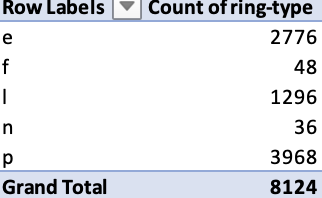 Row Labels Count of ring-type
e 2776
f 48
l 1296
n 36
p 3968
Grand Total 8124